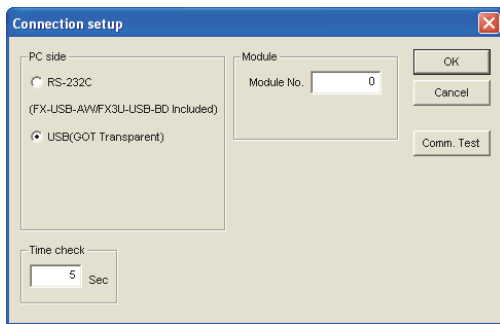 Connection setup
PC side
RS-232C
(FX-USB-AW/FX3U-USB-BD Included)
USB(GOT Transparent)
Module
Module No. 0
OK
Cancel
Comm. Test
Time check
5 Sec